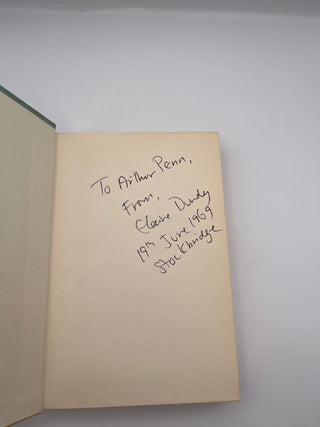 To Arthur Penn,
From,
Elaine Dundy
19th June 1969
Stockbridge